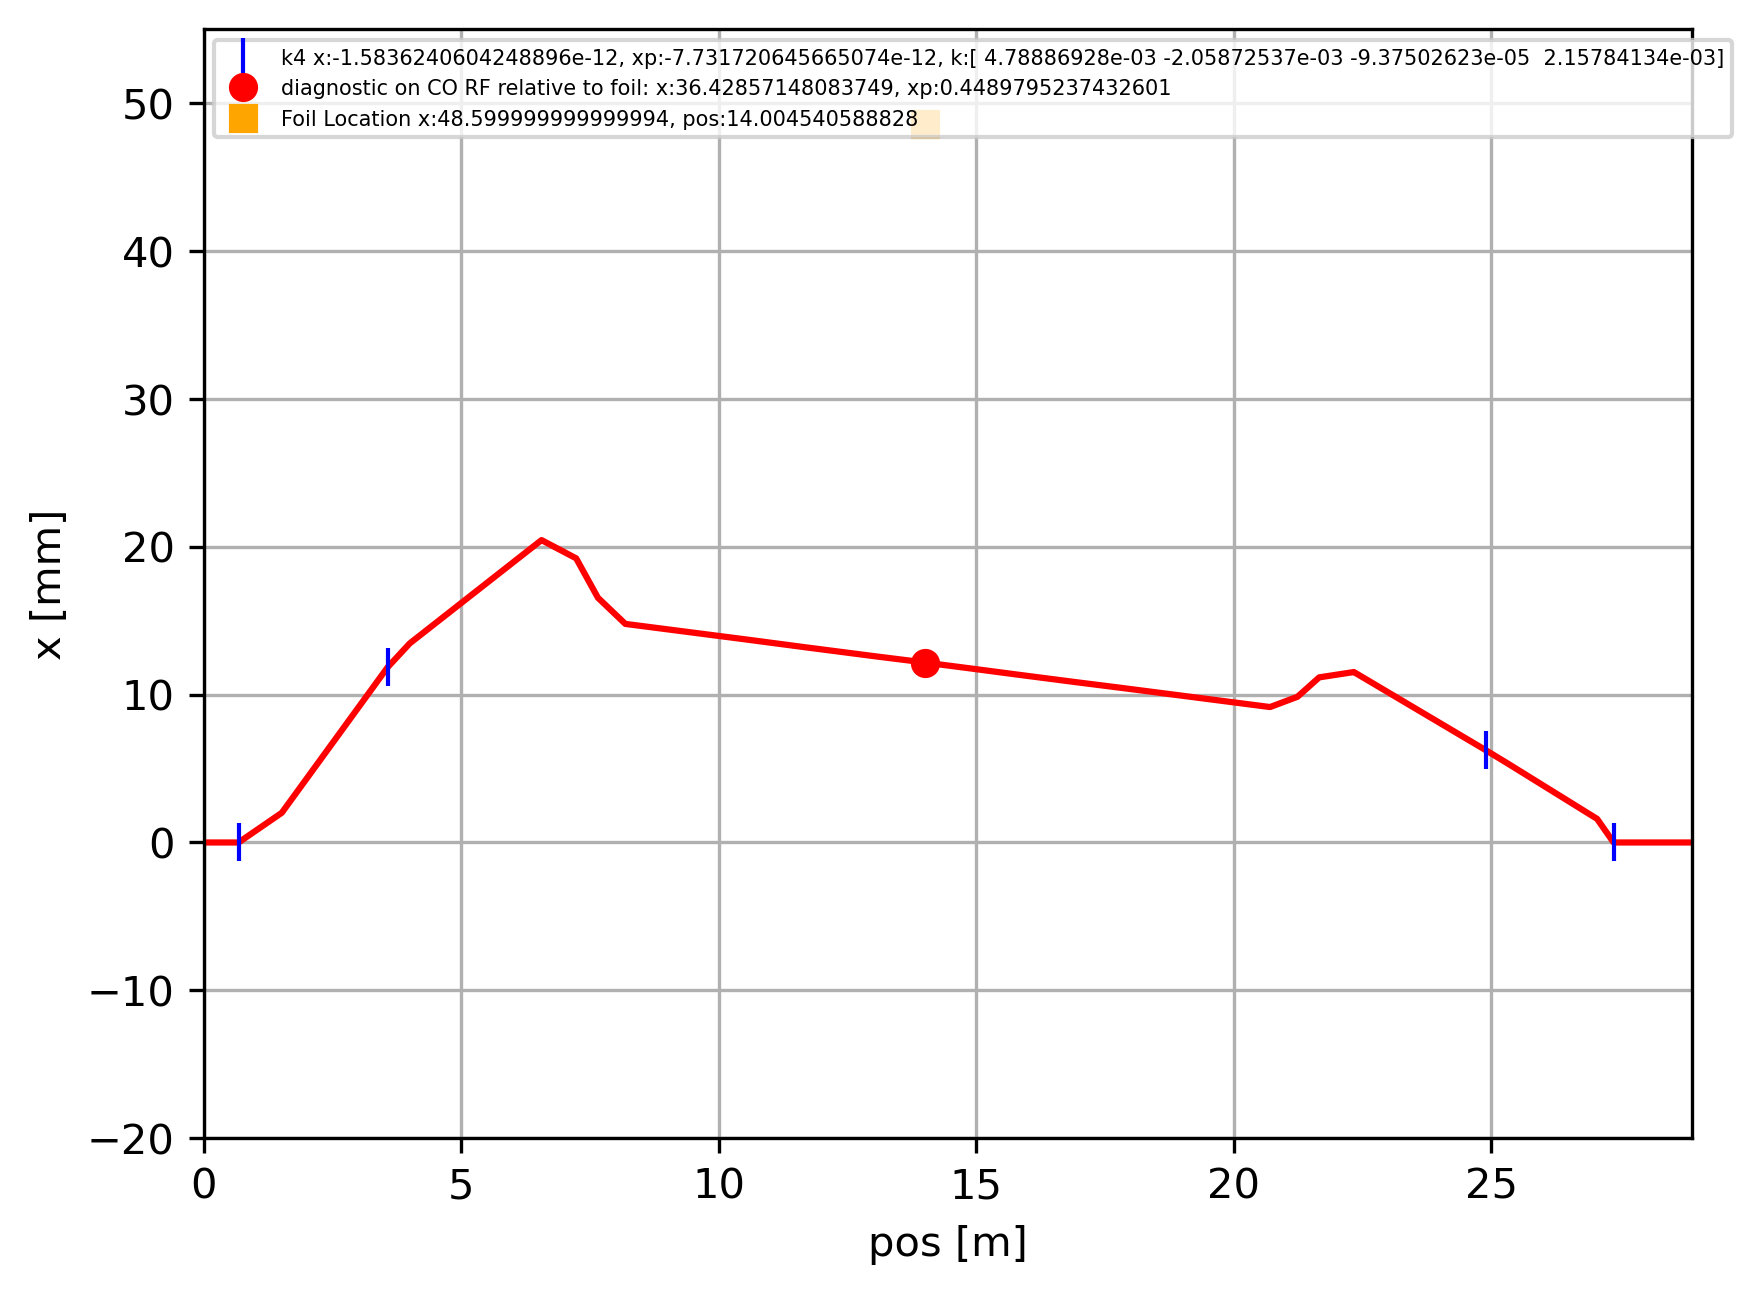 k4 x:-1.5836240604248896e-12, xp:-7.731720645665074e-12, k:[ 4.78886928e-03 -2.05872537e-03 -9.37502623e-05  2.15784134e-03]
diagnostic on CO RF relative to foil: x:36.42857148083749, xp:0.4489795237432601
Foil Location x:48.599999999999994, pos:14.004540588828
50
40
30
20
10
0
−10
−20
x [mm]
0 5 10 15 20 25
pos [m]